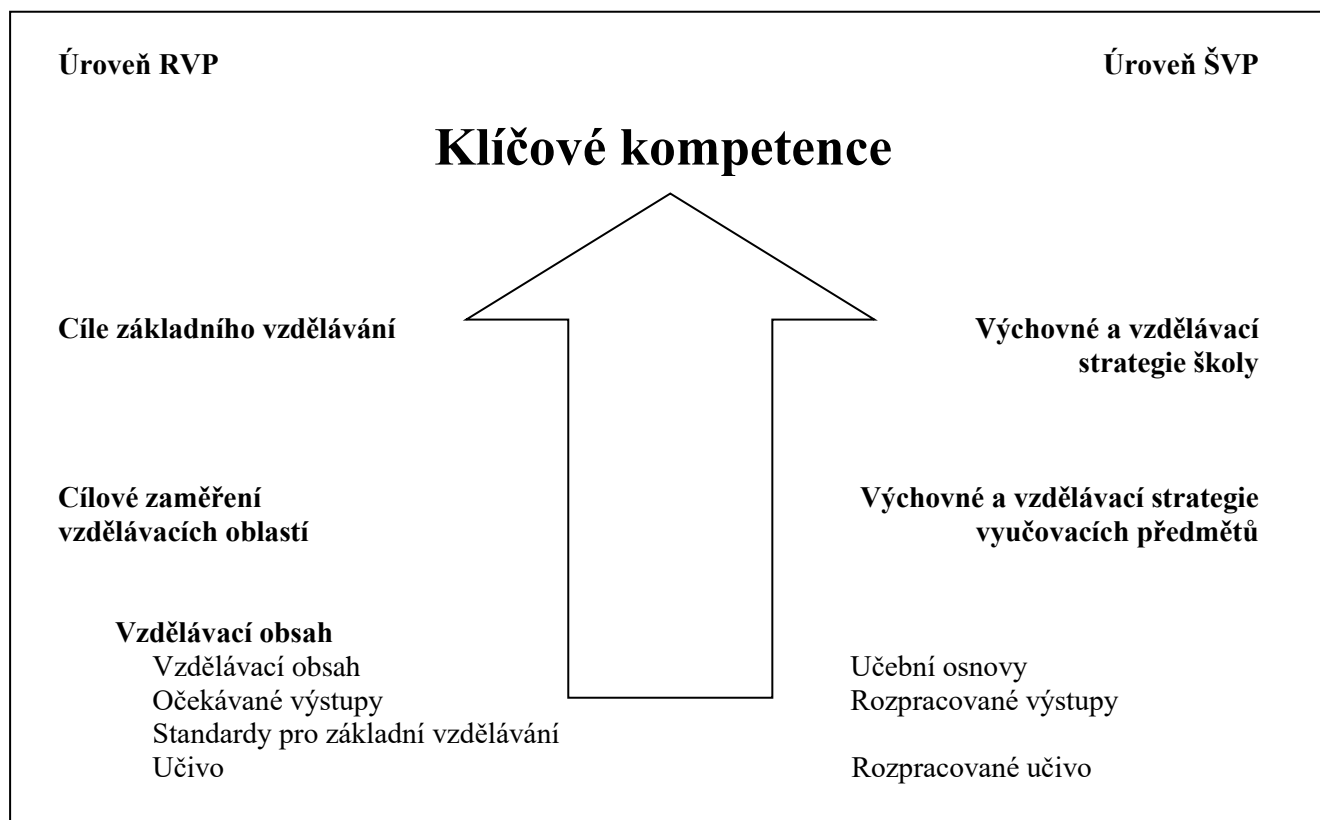 Úroveň RVP
Úroveň ŠVP
Klíčové kompetence
Cíle základního vzdělávání
Výchovné a vzdělávací
strategie školy
Cílové zaměření
vzdělávacích oblastí
Výchovné a vzdělávací strategie
vyučovacích předmětů
Vzdělávací obsah
Vzdělávací obsah
Učební osnovy
Očekávané výstupy
Rozpracované výstupy
Standardy pro základní vzdělávání
Učivo
Rozpracované učivo